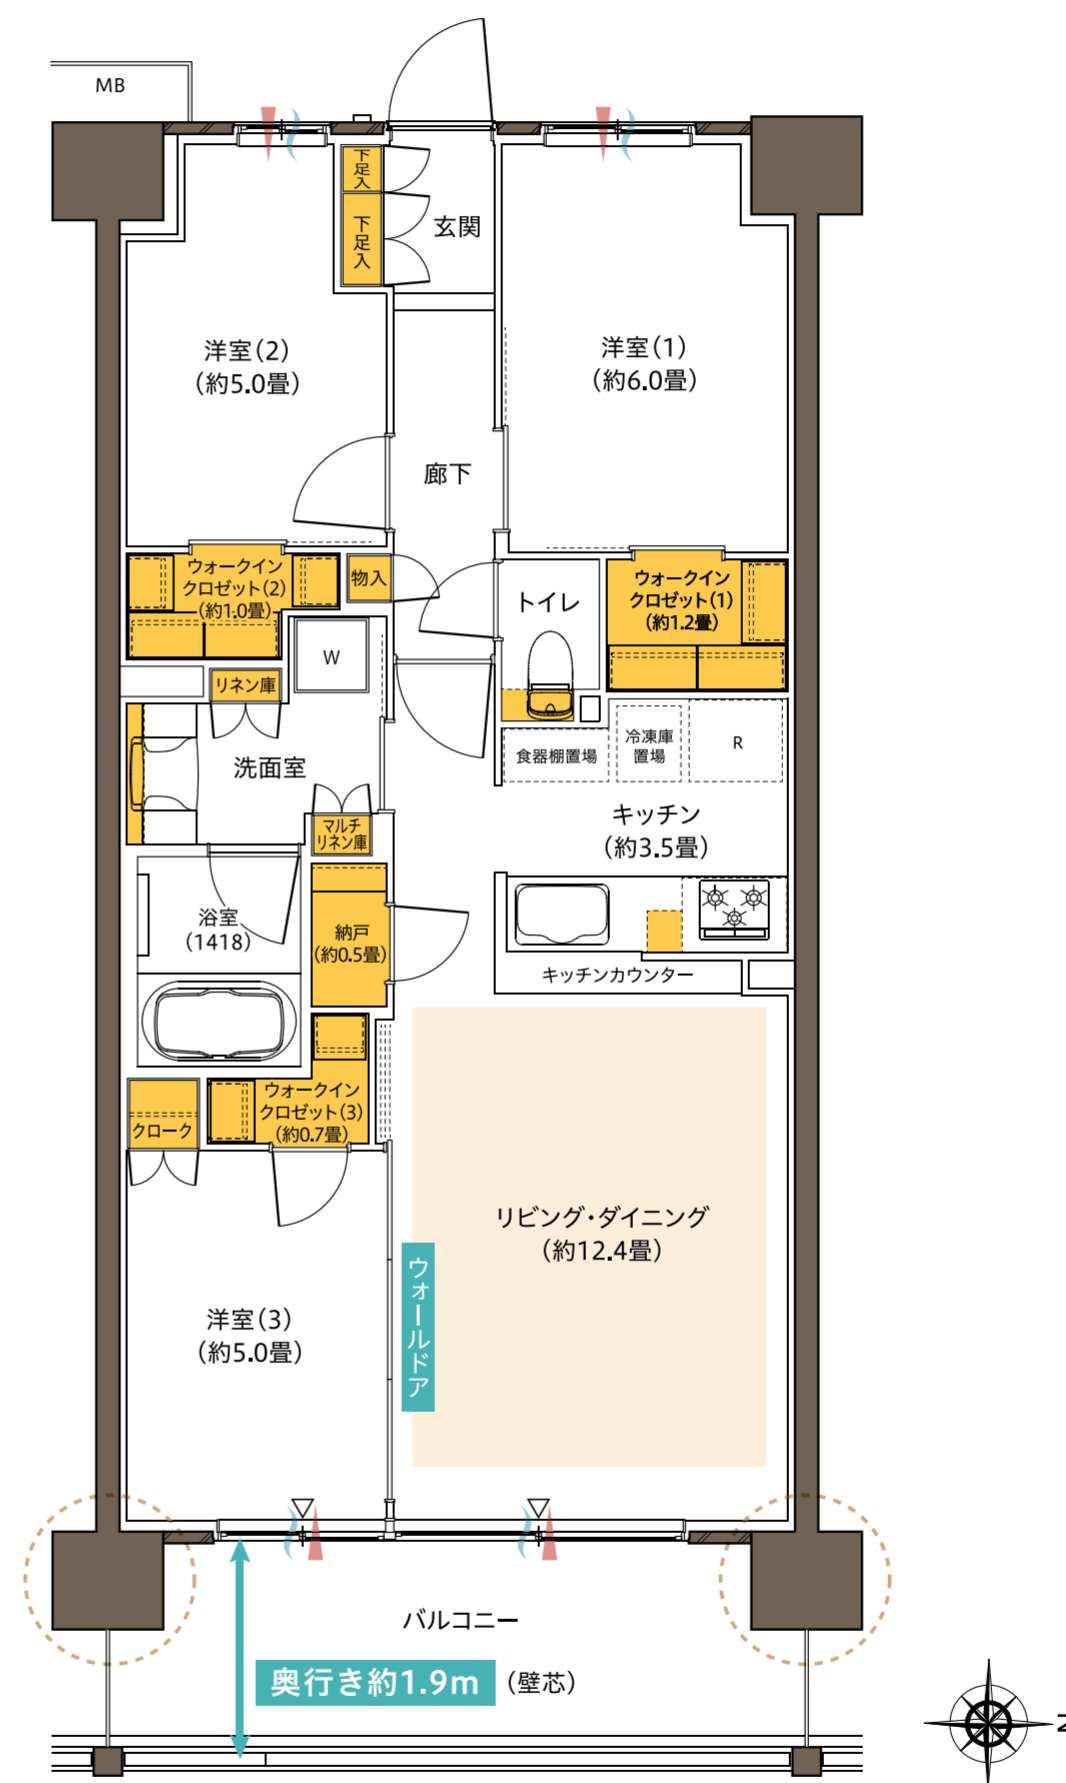 MB
下足入
下足入
玄関
洋室(2)
(約5.0畳)
洋室(1)
(約6.0畳)
廊下
ウォークイン
クロゼット(2)
(約1.0畳)
物入
トイレ
ウォークイン
クロゼット(1)
(約1.2畳)
W
リネン庫
洗面室
食器棚置場
冷凍庫
置場
R
キッチン
(約3.5畳)
マルチ
リネン庫
浴室
(1418)
納戸
(約0.5畳)
キッチンカウンター
クローク
ウォークイン
クロゼット(3)
(約0.7畳)
リビング・ダイニング
(約12.4畳)
ウォールドア
洋室(3)
(約5.0畳)
バルコニー
奥行き約1.9m (壁芯)